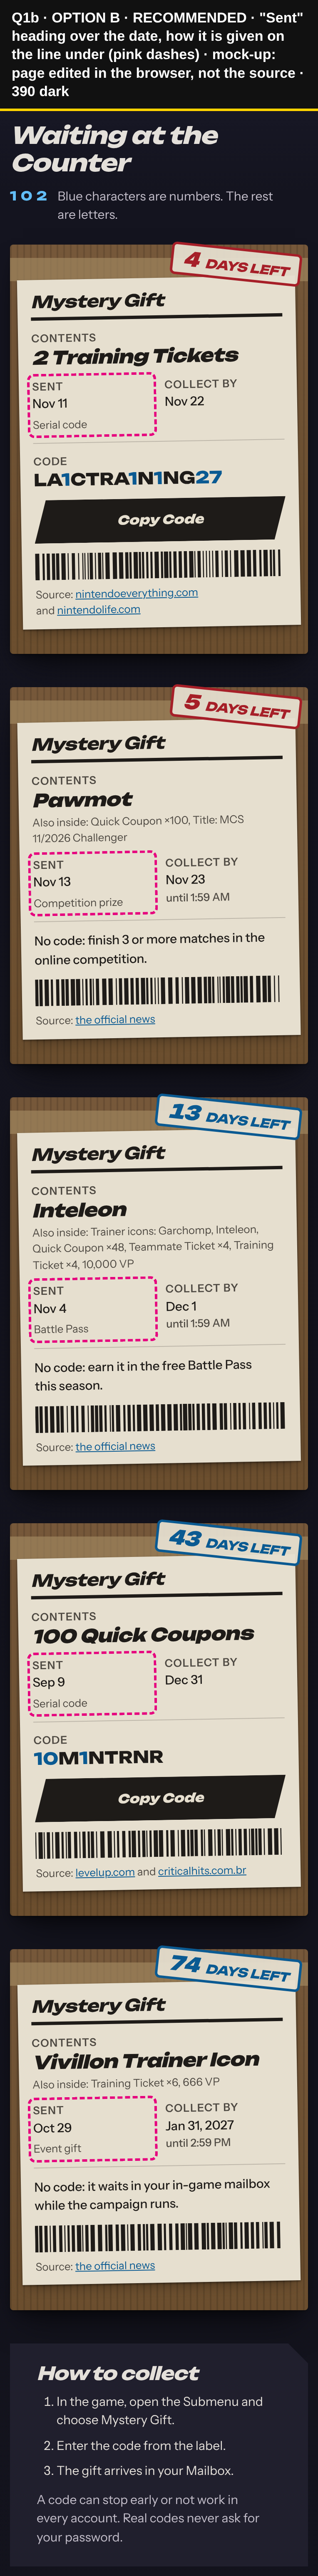 Q1b · OPTION B · RECOMMENDED · "Sent"
heading over the date, how it is given on
the line under (pink dashes) · mock-up:
page edited in the browser, not the source ·
390 dark
Waiting at the
Counter
102 Blue characters are numbers. The rest
are letters.
4 DAYS LEFT
Mystery Gift
CONTENTS
2 Training Tickets
SENT COLLECT BY
Nov 11 Nov 22
Serial code
CODE
LA1CTRA1N1NG27
Copy Code
Source: nintendoeverything.com
and nintendolife.com
5 DAYS LEFT
Mystery Gift
CONTENTS
Pawmot
Also inside: Quick Coupon ×100, Title: MCS
11/2026 Challenger
SENT COLLECT BY
Nov 13 Nov 23
Competition prize until 1:59 AM
No code: finish 3 or more matches in the
online competition.
Source: the official news
13 DAYS LEFT
Mystery Gift
CONTENTS
Inteleon
Also inside: Trainer icons: Garchomp, Inteleon,
Quick Coupon ×48, Teammate Ticket ×4, Training
Ticket ×4, 10,000 VP
SENT COLLECT BY
Nov 4 Dec 1
Battle Pass until 1:59 AM
No code: earn it in the free Battle Pass
this season.
Source: the official news
43 DAYS LEFT
Mystery Gift
CONTENTS
100 Quick Coupons
SENT COLLECT BY
Sep 9 Dec 31
Serial code
CODE
10M1NTRNR
Copy Code
Source: levelup.com and criticalhits.com.br
74 DAYS LEFT
Mystery Gift
CONTENTS
Vivillon Trainer Icon
Also inside: Training Ticket ×6, 666 VP
SENT COLLECT BY
Oct 29 Jan 31, 2027
Event gift until 2:59 PM
No code: it waits in your in-game mailbox
while the campaign runs.
Source: the official news
How to collect
1. In the game, open the Submenu and
choose Mystery Gift.
2. Enter the code from the label.
3. The gift arrives in your Mailbox.
A code can stop early or not work in
every account. Real codes never ask for
your password.